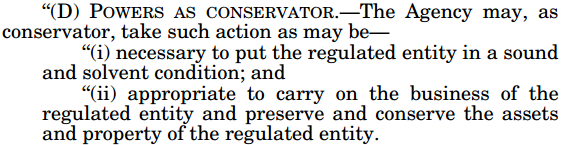 “(D) POWERS AS CONSERVATOR.—The Agency may, as
conservator, take such action as may be—
“(i) necessary to put the regulated entity in a sound
and solvent condition; and
“(ii) appropriate to carry on the business of the
regulated entity and preserve and conserve the assets
and property of the regulated entity.